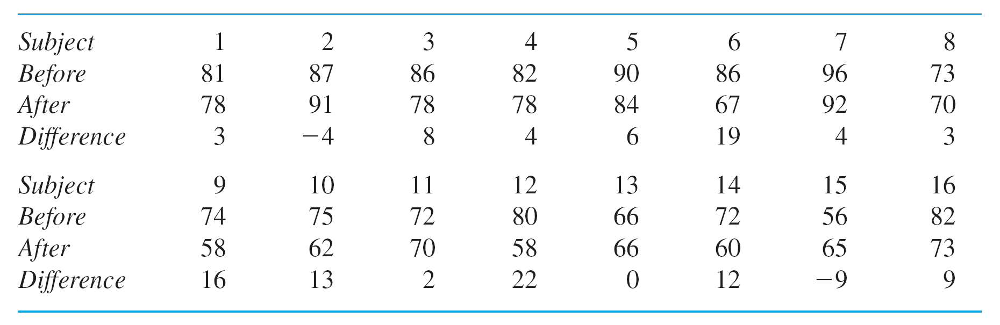 Subject 1 2 3 4 5 6 7 8
Before 81 87 86 82 90 86 96 73
After 78 91 78 78 84 67 92 70
Difference 3 −4 8 4 6 19 4 3
Subject 9 10 11 12 13 14 15 16
Before 74 75 72 80 66 72 56 82
After 58 62 70 58 66 60 65 73
Difference 16 13 2 22 0 12 −9 9